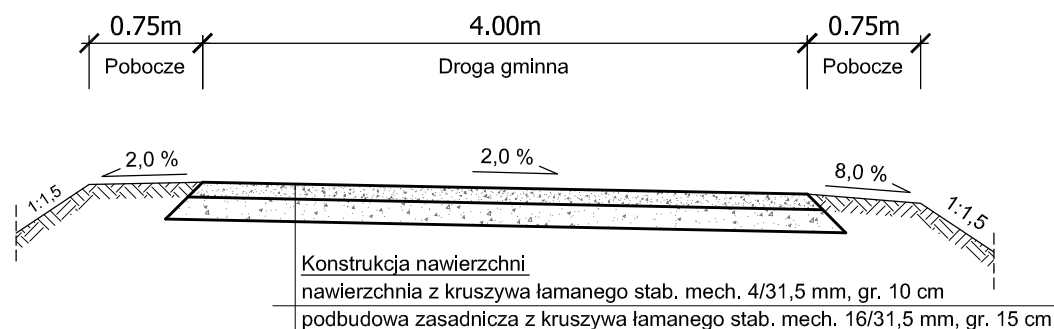 0.75m 4.00m 0.75m
Pobocze Droga gminna Pobocze
2,0 % 2,0 % 8,0 %
1:1,5 1:1,5
Konstrukcja nawierzchni
nawierzchnia z kruszywa łamanego stab. mech. 4/31,5 mm, gr. 10 cm
podbudowa zasadnicza z kruszywa łamanego stab. mech. 16/31,5 mm, gr. 15 cm